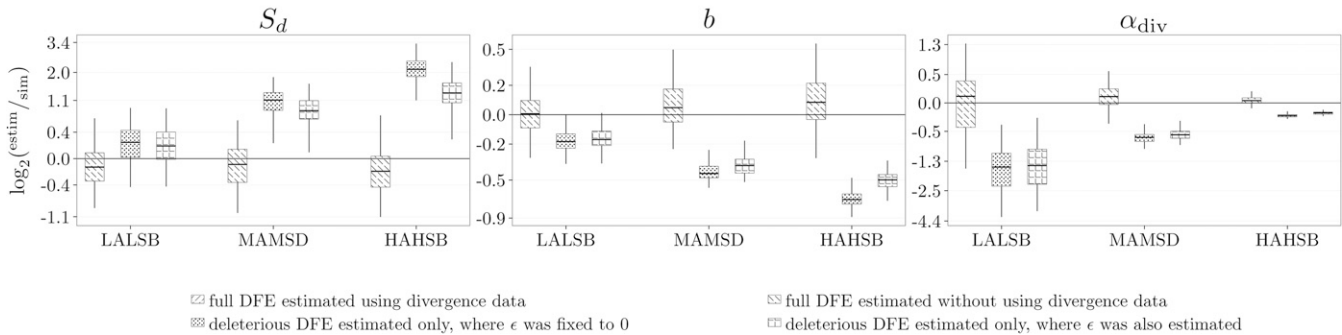 S_d b α_div
log₂(estim/sim)
3.4 0.5 1.3
2.0 0.5
1.1 0.2 0.0
0.4 0.0 -0.5
0.0 -0.2 -1.3
-0.4 -0.5 -2.5
-1.1 -0.9 -4.4
LALSB MAMSD HAHSB LALSB MAMSD HAHSB LALSB MAMSD HAHSB
full DFE estimated using divergence data full DFE estimated without using divergence data
deleterious DFE estimated only, where ϵ was fixed to 0 deleterious DFE estimated only, where ϵ was also estimated